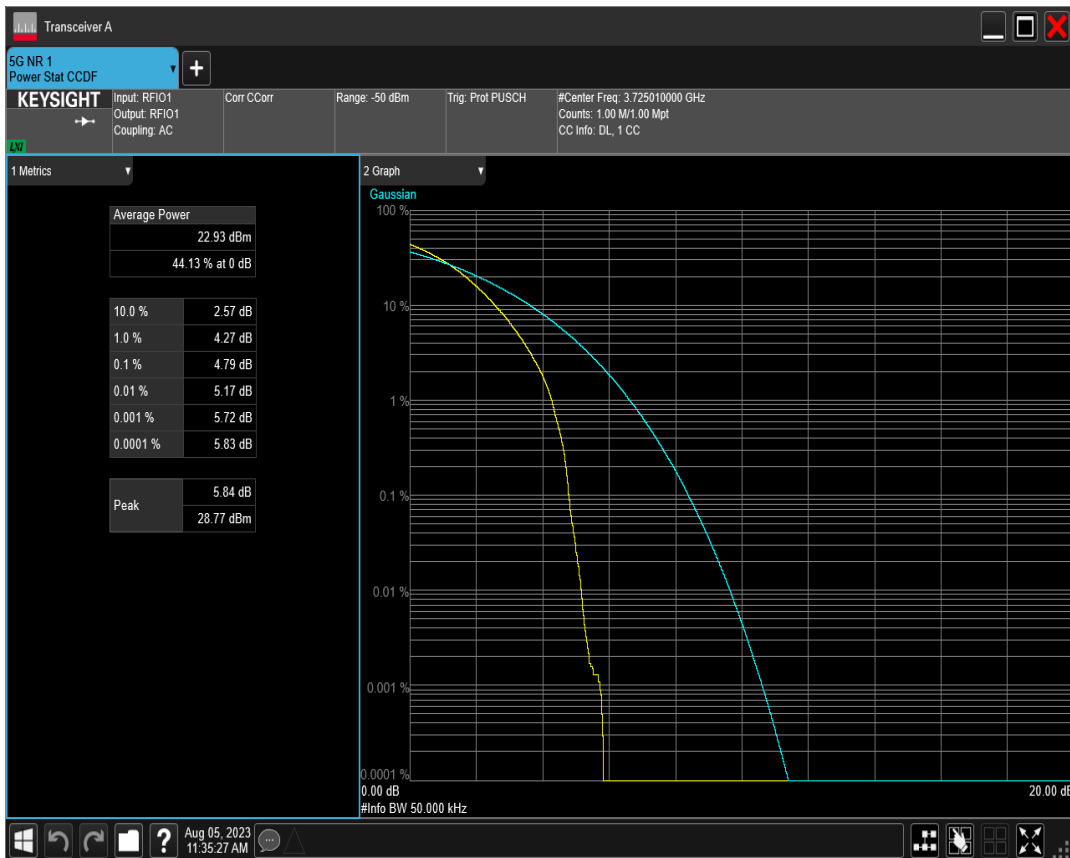 Transceiver A
5G NR 1
Power Stat CCDF
+
KEYSIGHT
LXI
Input: RFIO1
Output: RFIO1
Coupling: AC
Corr CCorr
Range: -50 dBm
Trig: Prot PUSCH
#Center Freq: 3.725010000 GHz
Counts: 1.00 M/1.00 Mpt
CC Info: DL, 1 CC
1 Metrics
Average Power
22.93 dBm
44.13 % at 0 dB
10.0 % 2.57 dB
1.0 % 4.27 dB
0.1 % 4.79 dB
0.01 % 5.17 dB
0.001 % 5.72 dB
0.0001 % 5.83 dB
Peak 5.84 dB
28.77 dBm
2 Graph
Gaussian
100 %
10 %
1 %
0.1 %
0.01 %
0.001 %
0.0001 %
0.00 dB 20.00 dB
#Info BW 50.000 kHz
? Aug 05, 2023
11:35:27 AM